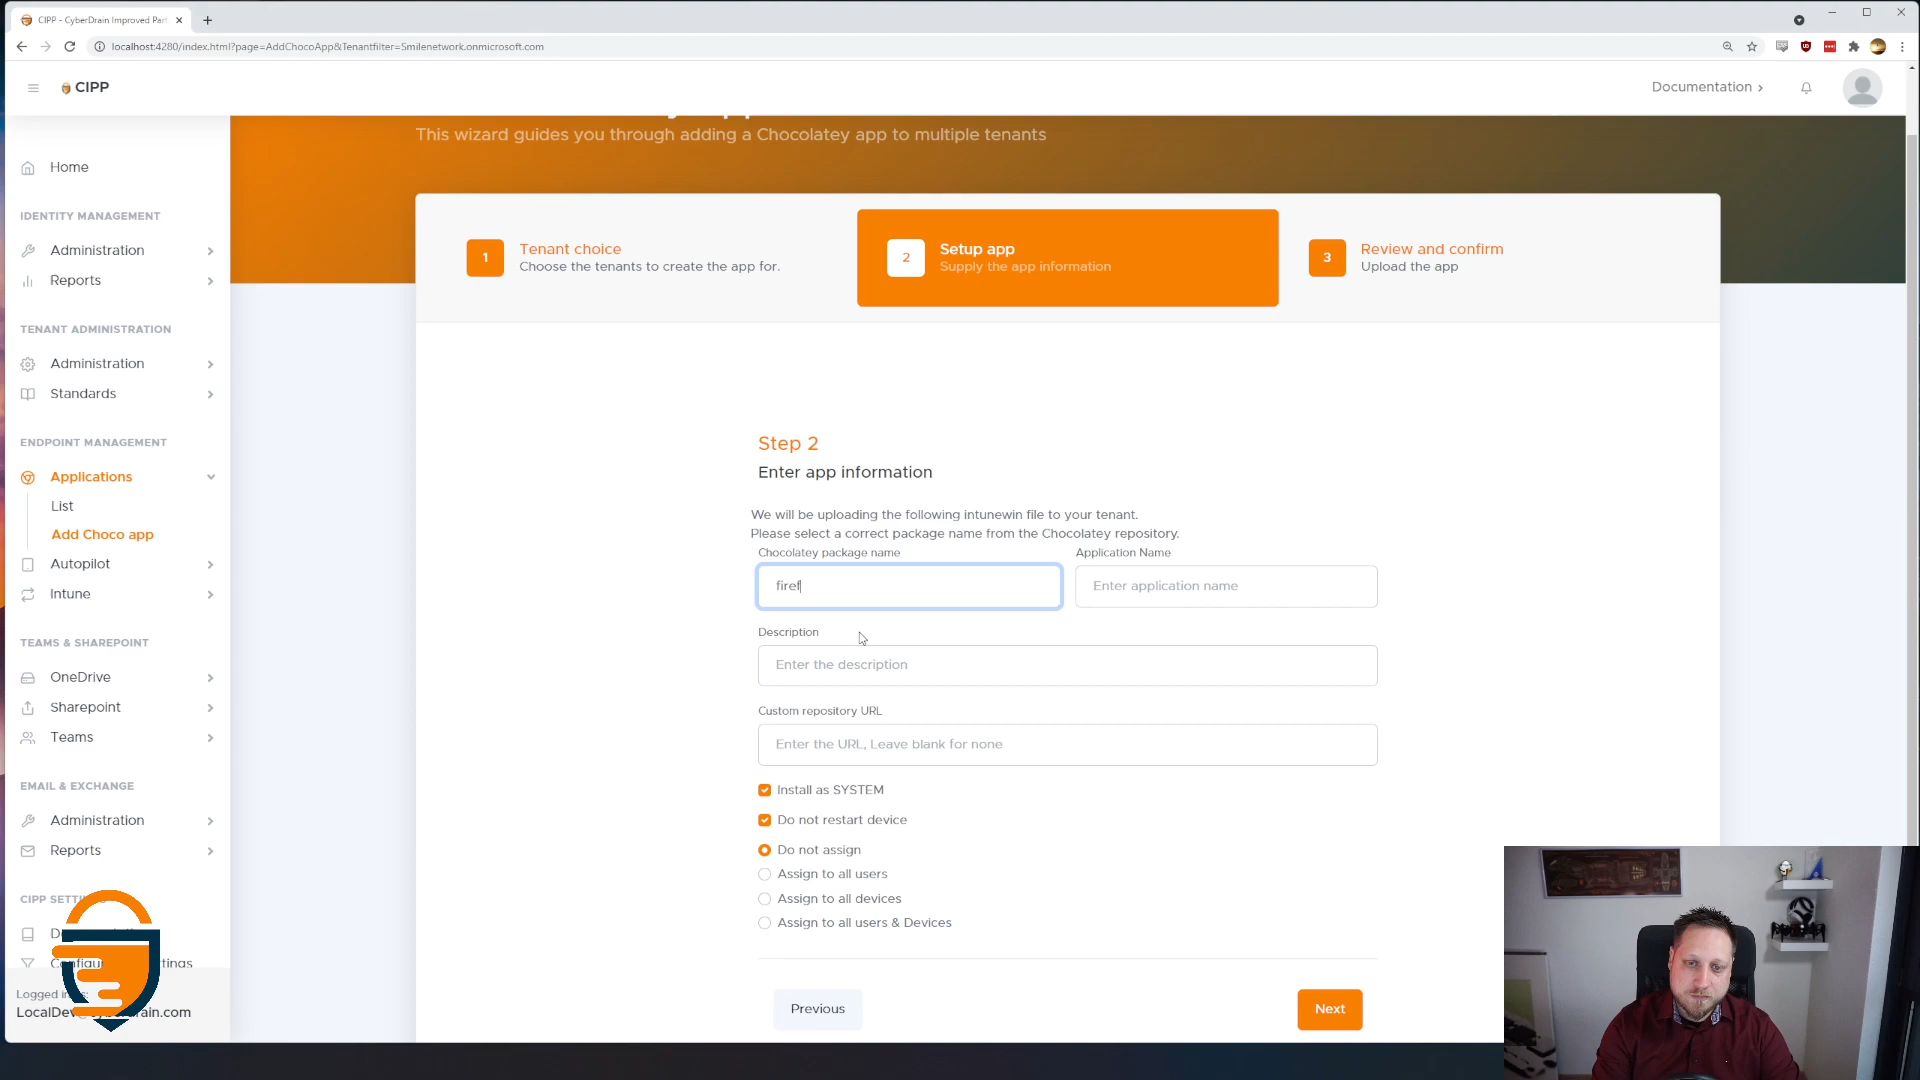 CIPP - CyberDrain Improved Part
localhost:4280/index.html?page=AddChocoApp&Tenantfilter=Smilenetwork.onmicrosoft.com
CIPP
Documentation
This wizard guides you through adding a Chocolatey app to multiple tenants
Home
IDENTITY MANAGEMENT
Administration
Reports
TENANT ADMINISTRATION
Administration
Standards
ENDPOINT MANAGEMENT
Applications
List
Add Choco app
Autopilot
Intune
TEAMS & SHAREPOINT
OneDrive
Sharepoint
Teams
EMAIL & EXCHANGE
Administration
Reports
CIPP
Logged in
1
Tenant choice
Choose the tenants to create the app for.
2
Setup app
Supply the app information
3
Review and confirm
Upload the app
Step 2
Enter app information
We will be uploading the following intunewin file to your tenant.
Please select a correct package name from the Chocolatey repository.
Chocolatey package name
Application Name
firef
Enter application name
Description
Enter the description
Custom repository URL
Enter the URL, Leave blank for none
Install as SYSTEM
Do not restart device
Do not assign
Assign to all users
Assign to all devices
Assign to all users & Devices
Previous
Next